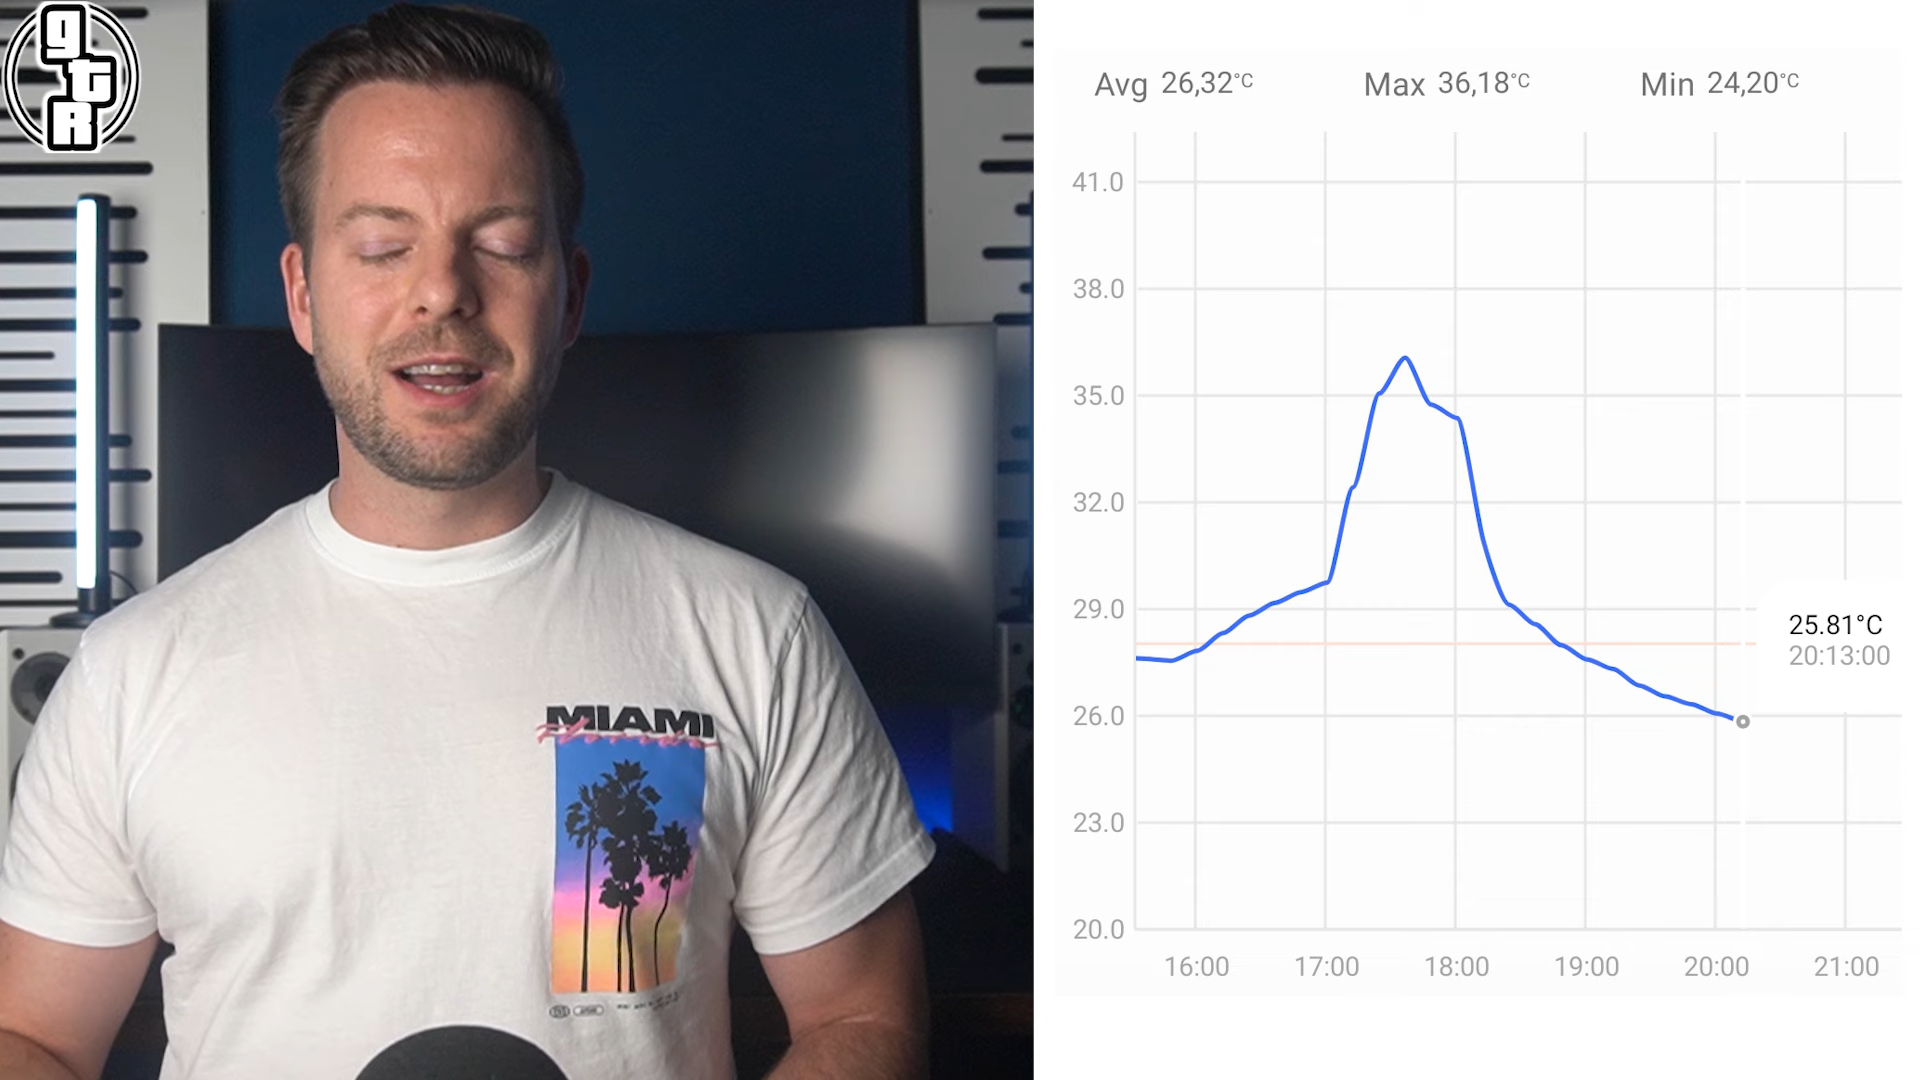 gtR
Avg 26,32°C Max 36,18°C Min 24,20°C
41.0
38.0
35.0
32.0
29.0
26.0
23.0
20.0
25.81°C
20:13:00
16:00 17:00 18:00 19:00 20:00 21:00
MIAMI
Florida